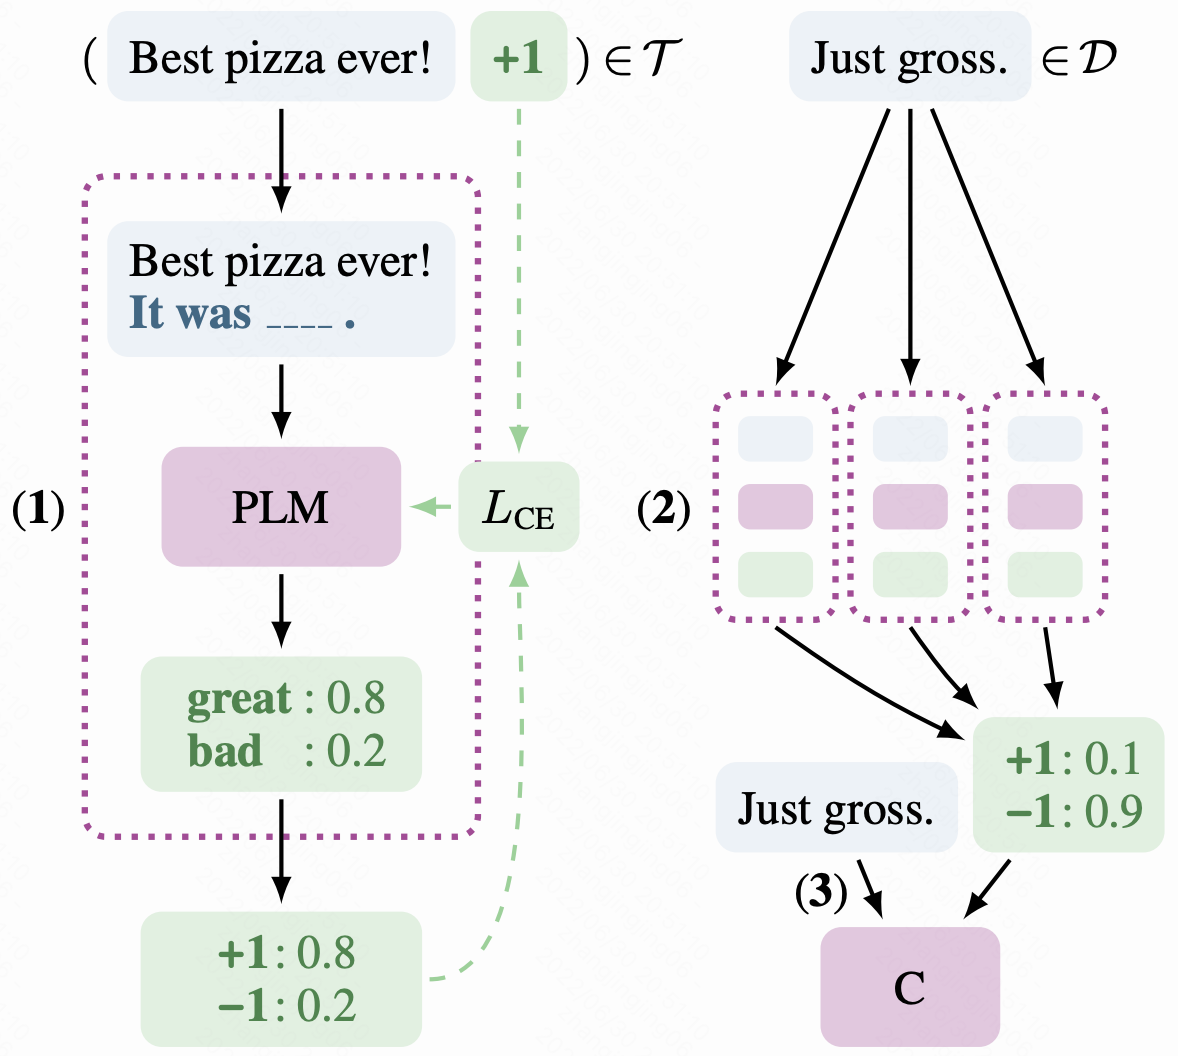 ( Best pizza ever! +1 ) ∈ 𝒯
Best pizza ever!
It was ____ .
(1)
PLM
L_CE
great : 0.8
bad : 0.2
+1: 0.8
−1: 0.2
Just gross. ∈ 𝒟
(2)
+1: 0.1
−1: 0.9
Just gross.
(3)
C